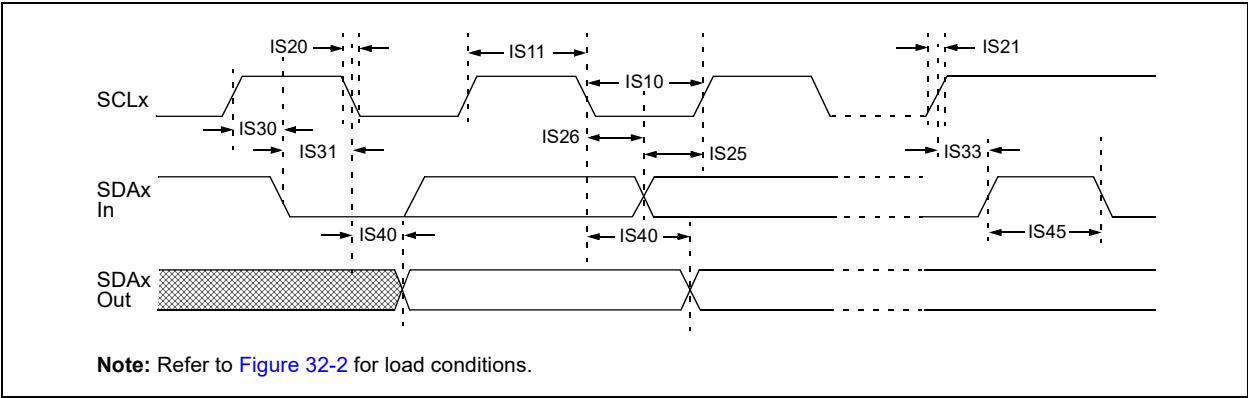 IS20
IS11
IS21
IS10
SCLx
IS30
IS26
IS31
IS25
IS33
SDAx
In
IS40
IS40
IS45
SDAx
Out
Note: Refer to Figure 32-2 for load conditions.